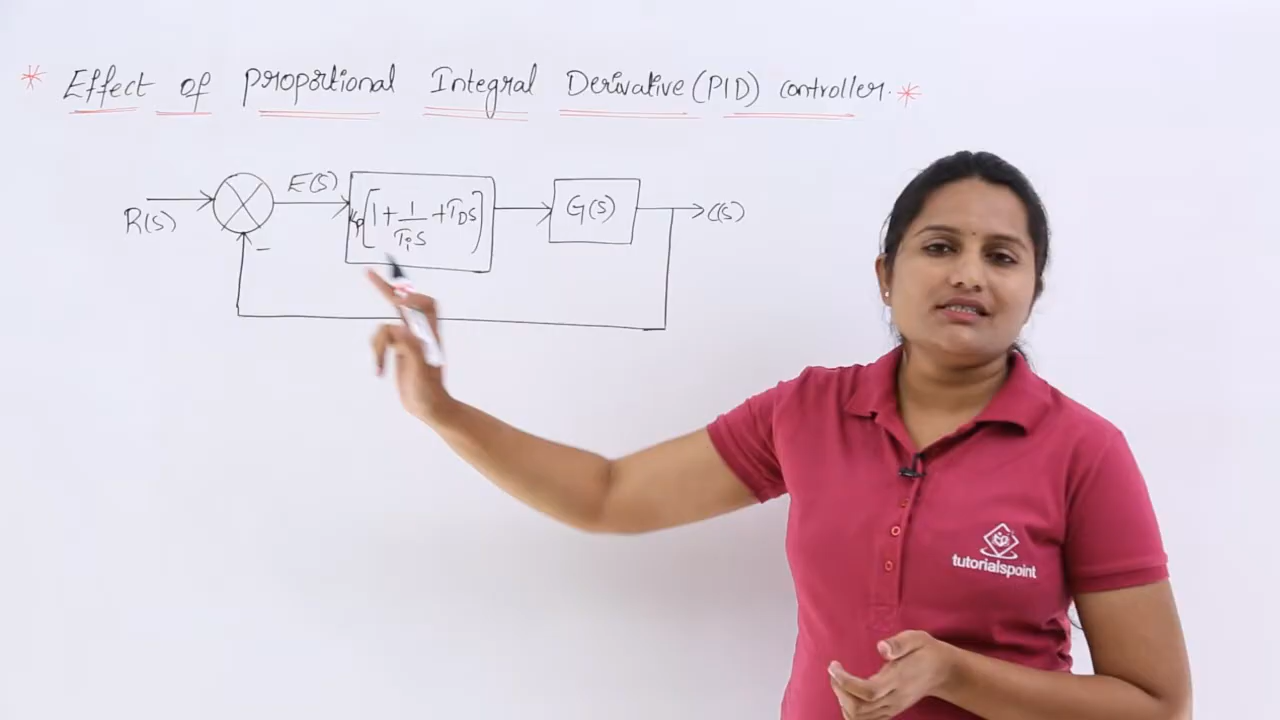 * Effect of Proportional Integral Derivative (PID) controller. *
R(S)
E(S)
Kp[1 + 1/TiS + TDS]
G(S)
C(S)
−
tutorialspoint